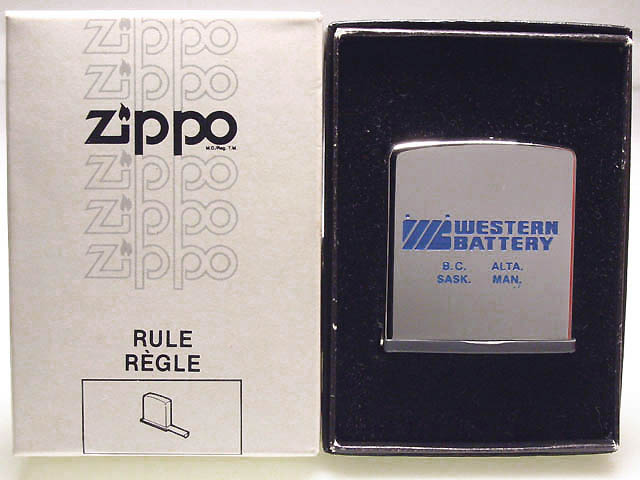 zippo
zippo
zippo
M.D./Reg. T.M.
zippo
zippo
zippo
RULE
RÈGLE
WESTERN
BATTERY
B.C. ALTA.
SASK. MAN.